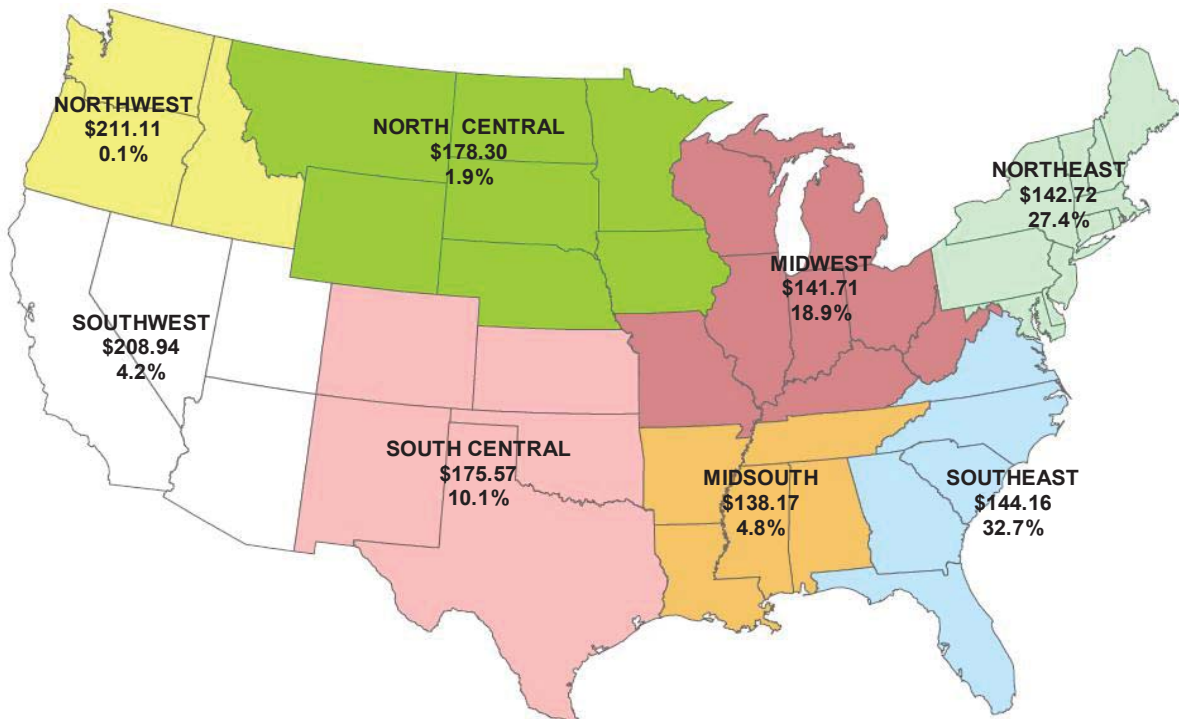 NORTHWEST
$211.11
0.1%
NORTH CENTRAL
$178.30
1.9%
NORTHEAST
$142.72
27.4%
MIDWEST
$141.71
18.9%
SOUTHWEST
$208.94
4.2%
SOUTH CENTRAL
$175.57
10.1%
MIDSOUTH
$138.17
4.8%
SOUTHEAST
$144.16
32.7%